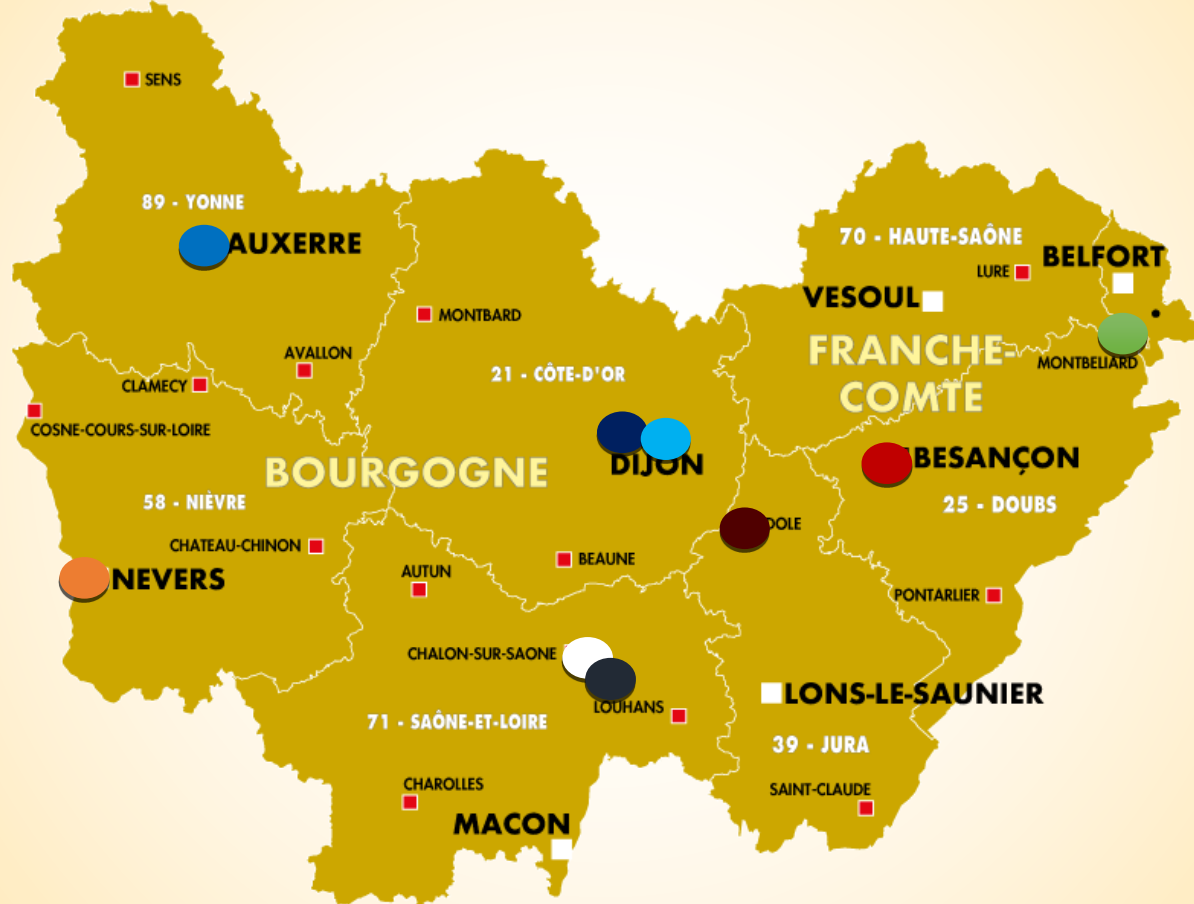 SENS
89 - YONNE
AUXERRE
70 - HAUTE-SAÔNE
BELFORT
LURE
VESOUL
MONTBARD
AVALLON
FRANCHE-
COMTE
MONTBELIARD
21 - CÔTE-D'OR
CLAMECY
COSNE-COURS-SUR-LOIRE
BESANÇON
DIJON
BOURGOGNE
58 - NIÈVRE
25 - DOUBS
DOLE
CHATEAU-CHINON
BEAUNE
AUTUN
NEVERS
PONTARLIER
CHALON-SUR-SAONE
LONS-LE-SAUNIER
LOUHANS
71 - SAÔNE-ET-LOIRE
39 - JURA
CHAROLLES
SAINT-CLAUDE
MACON